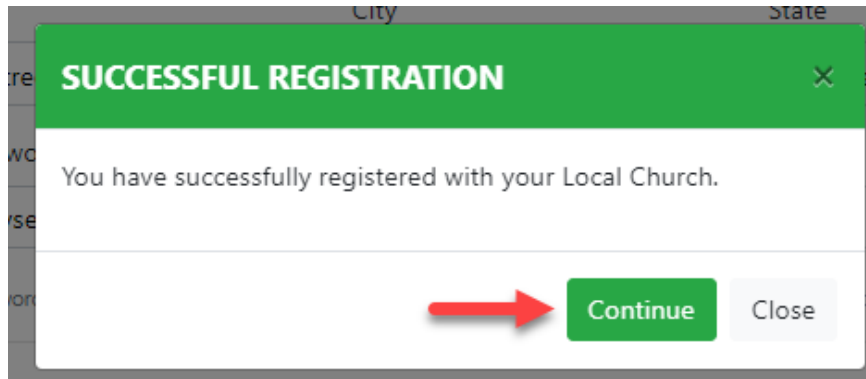 City State
SUCCESSFUL REGISTRATION ×
You have successfully registered with your Local Church.
Continue Close